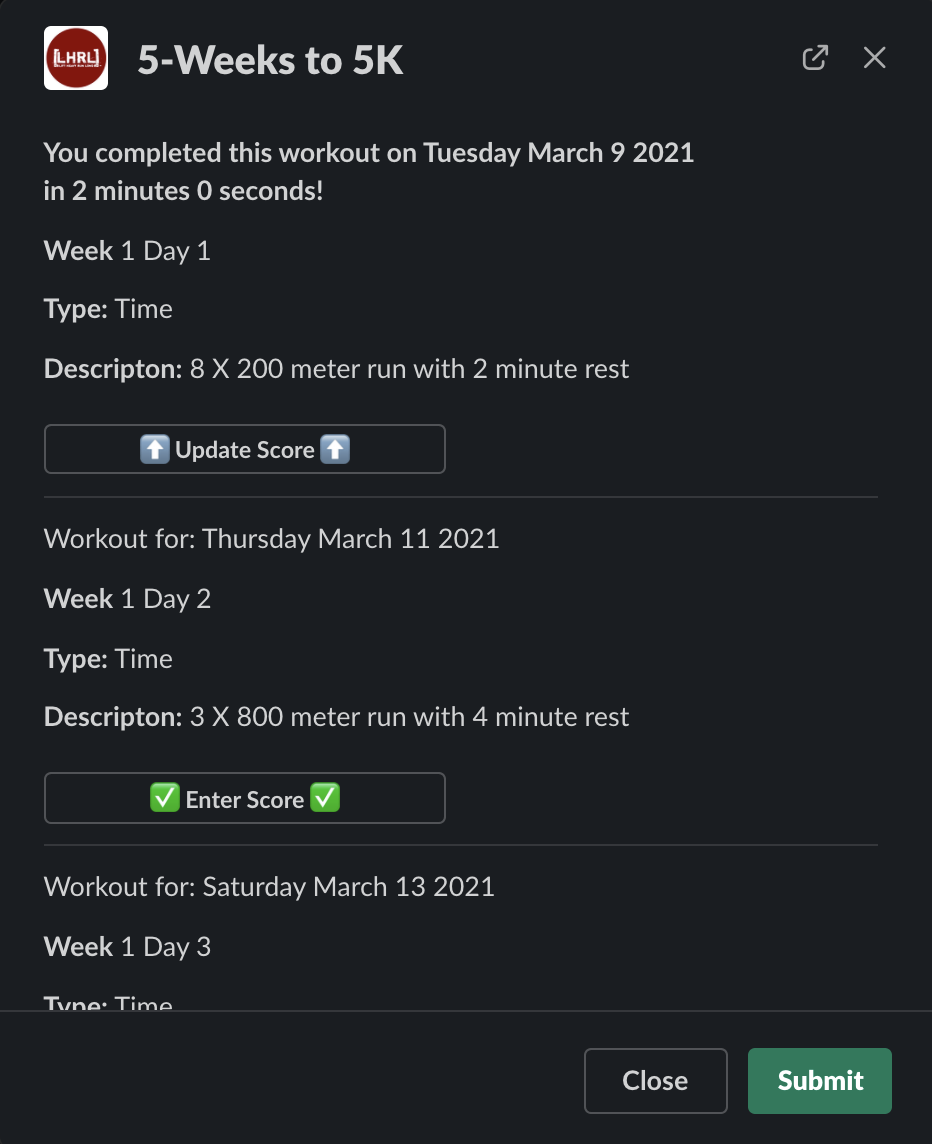 [LHRL]
5-Weeks to 5K
You completed this workout on Tuesday March 9 2021
in 2 minutes 0 seconds!
Week 1 Day 1
Type: Time
Descripton: 8 X 200 meter run with 2 minute rest
Update Score
Workout for: Thursday March 11 2021
Week 1 Day 2
Type: Time
Descripton: 3 X 800 meter run with 4 minute rest
Enter Score
Workout for: Saturday March 13 2021
Week 1 Day 3
Type: Time
Close
Submit